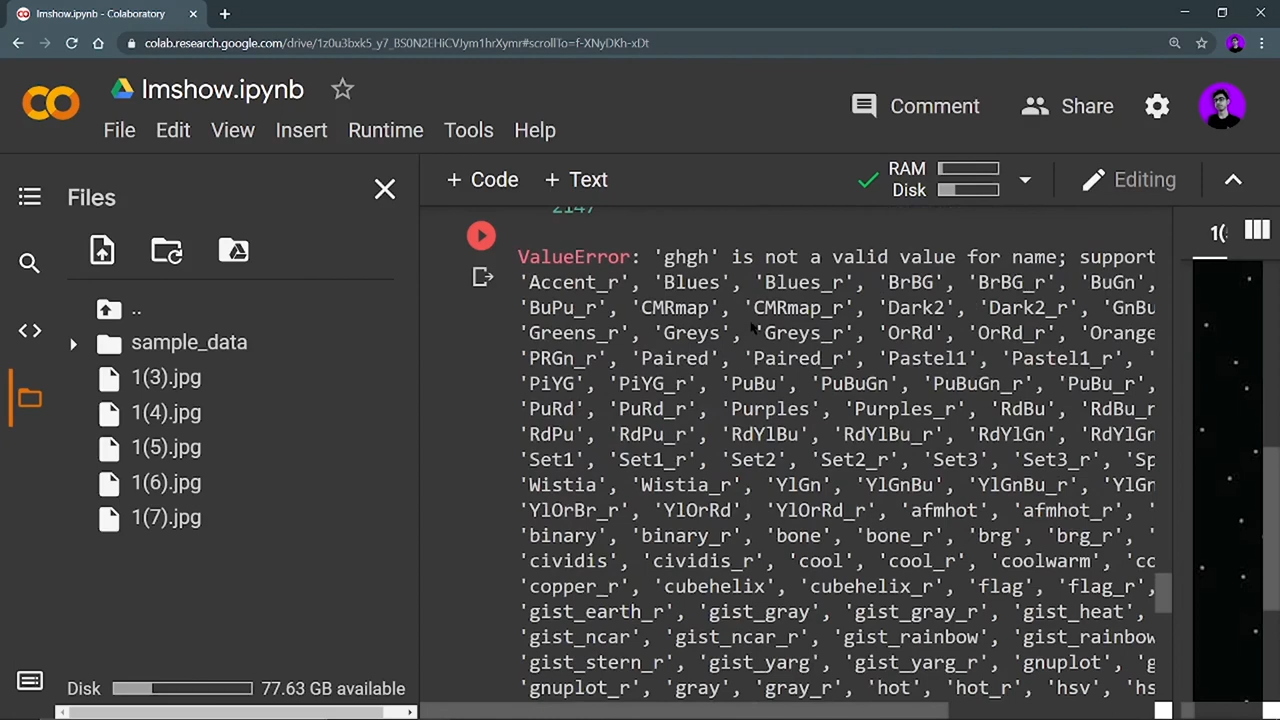 lmshow.ipynb - Colaboratory
colab.research.google.com/drive/1z0u3bxk5_y7_BS0N2EHiCVJym1hrXymr#scrollTo=f-XNyDKh-xDt
lmshow.ipynb
Comment
Share
File Edit View Insert Runtime Tools Help
Files
+ Code + Text
RAM
Disk
Editing
2147
1(
ValueError: 'ghgh' is not a valid value for name; support
'Accent_r', 'Blues', 'Blues_r', 'BrBG', 'BrBG_r', 'BuGn',
'BuPu_r', 'CMRmap', 'CMRmap_r', 'Dark2', 'Dark2_r', 'GnBu
'Greens_r', 'Greys', 'Greys_r', 'OrRd', 'OrRd_r', 'Orange
'PRGn_r', 'Paired', 'Paired_r', 'Pastel1', 'Pastel1_r', '
'PiYG', 'PiYG_r', 'PuBu', 'PuBuGn', 'PuBuGn_r', 'PuBu_r',
'PuRd', 'PuRd_r', 'Purples', 'Purples_r', 'RdBu', 'RdBu_r
'RdPu', 'RdPu_r', 'RdYlBu', 'RdYlBu_r', 'RdYlGn', 'RdYlGn
'Set1', 'Set1_r', 'Set2', 'Set2_r', 'Set3', 'Set3_r', 'Sp
'Wistia', 'Wistia_r', 'YlGn', 'YlGnBu', 'YlGnBu_r', 'YlGn
'YlOrBr_r', 'YlOrRd', 'YlOrRd_r', 'afmhot', 'afmhot_r', '
'binary', 'binary_r', 'bone', 'bone_r', 'brg', 'brg_r',
'cividis', 'cividis_r', 'cool', 'cool_r', 'coolwarm', 'co
'copper_r', 'cubehelix', 'cubehelix_r', 'flag', 'flag_r',
'gist_earth_r', 'gist_gray', 'gist_gray_r', 'gist_heat',
'gist_ncar', 'gist_ncar_r', 'gist_rainbow', 'gist_rainbow
'gist_stern_r', 'gist_yarg', 'gist_yarg_r', 'gnuplot', 'g
'gnuplot_r', 'gray', 'gray_r', 'hot', 'hot_r', 'hsv', 'hs
..
sample_data
1(3).jpg
1(4).jpg
1(5).jpg
1(6).jpg
1(7).jpg
Disk 77.63 GB available